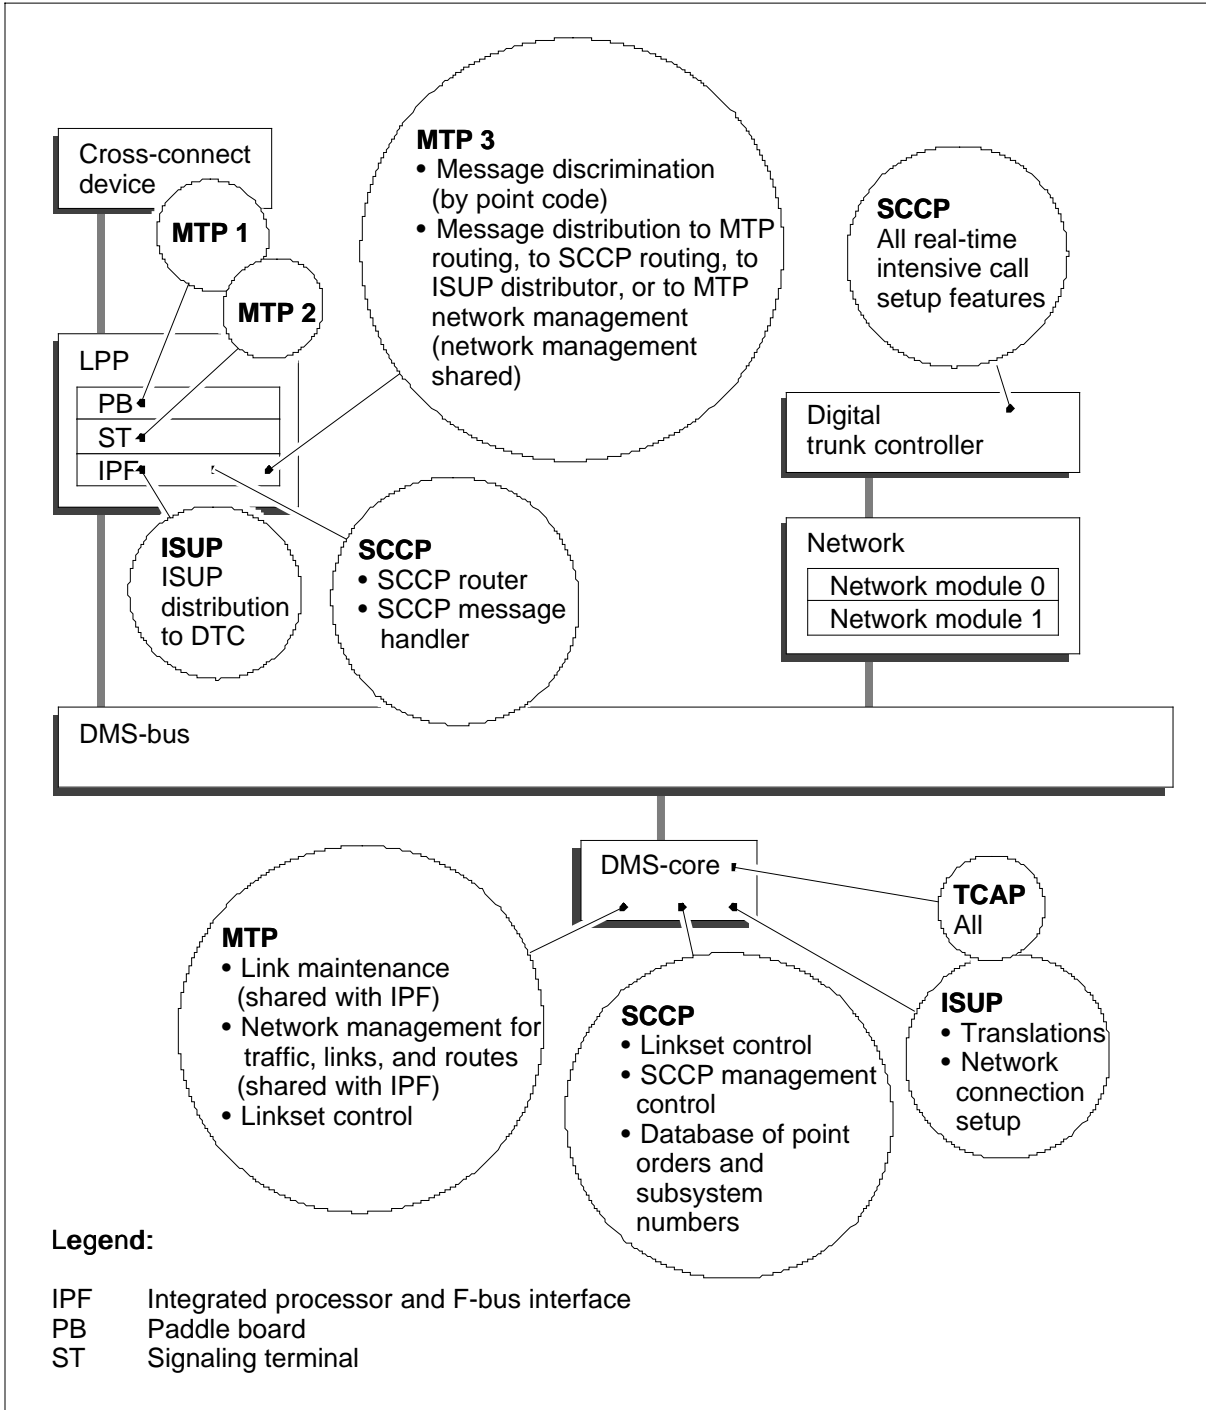 Cross-connect
device
MTP 1
MTP 2
MTP 3
• Message discrimination
(by point code)
• Message distribution to MTP
routing, to SCCP routing, to
ISUP distributor, or to MTP
network management
(network management
shared)
SCCP
All real-time
intensive call
setup features
LPP
PB
ST
IPF
Digital
trunk controller
ISUP
ISUP
distribution
to DTC
SCCP
• SCCP router
• SCCP message
handler
Network
Network module 0
Network module 1
DMS-bus
DMS-core
TCAP
All
MTP
• Link maintenance
(shared with IPF)
• Network management for
traffic, links, and routes
(shared with IPF)
• Linkset control
SCCP
• Linkset control
• SCCP management
control
• Database of point
orders and
subsystem
numbers
ISUP
• Translations
• Network
connection
setup
Legend:
IPF Integrated processor and F-bus interface
PB Paddle board
ST Signaling terminal